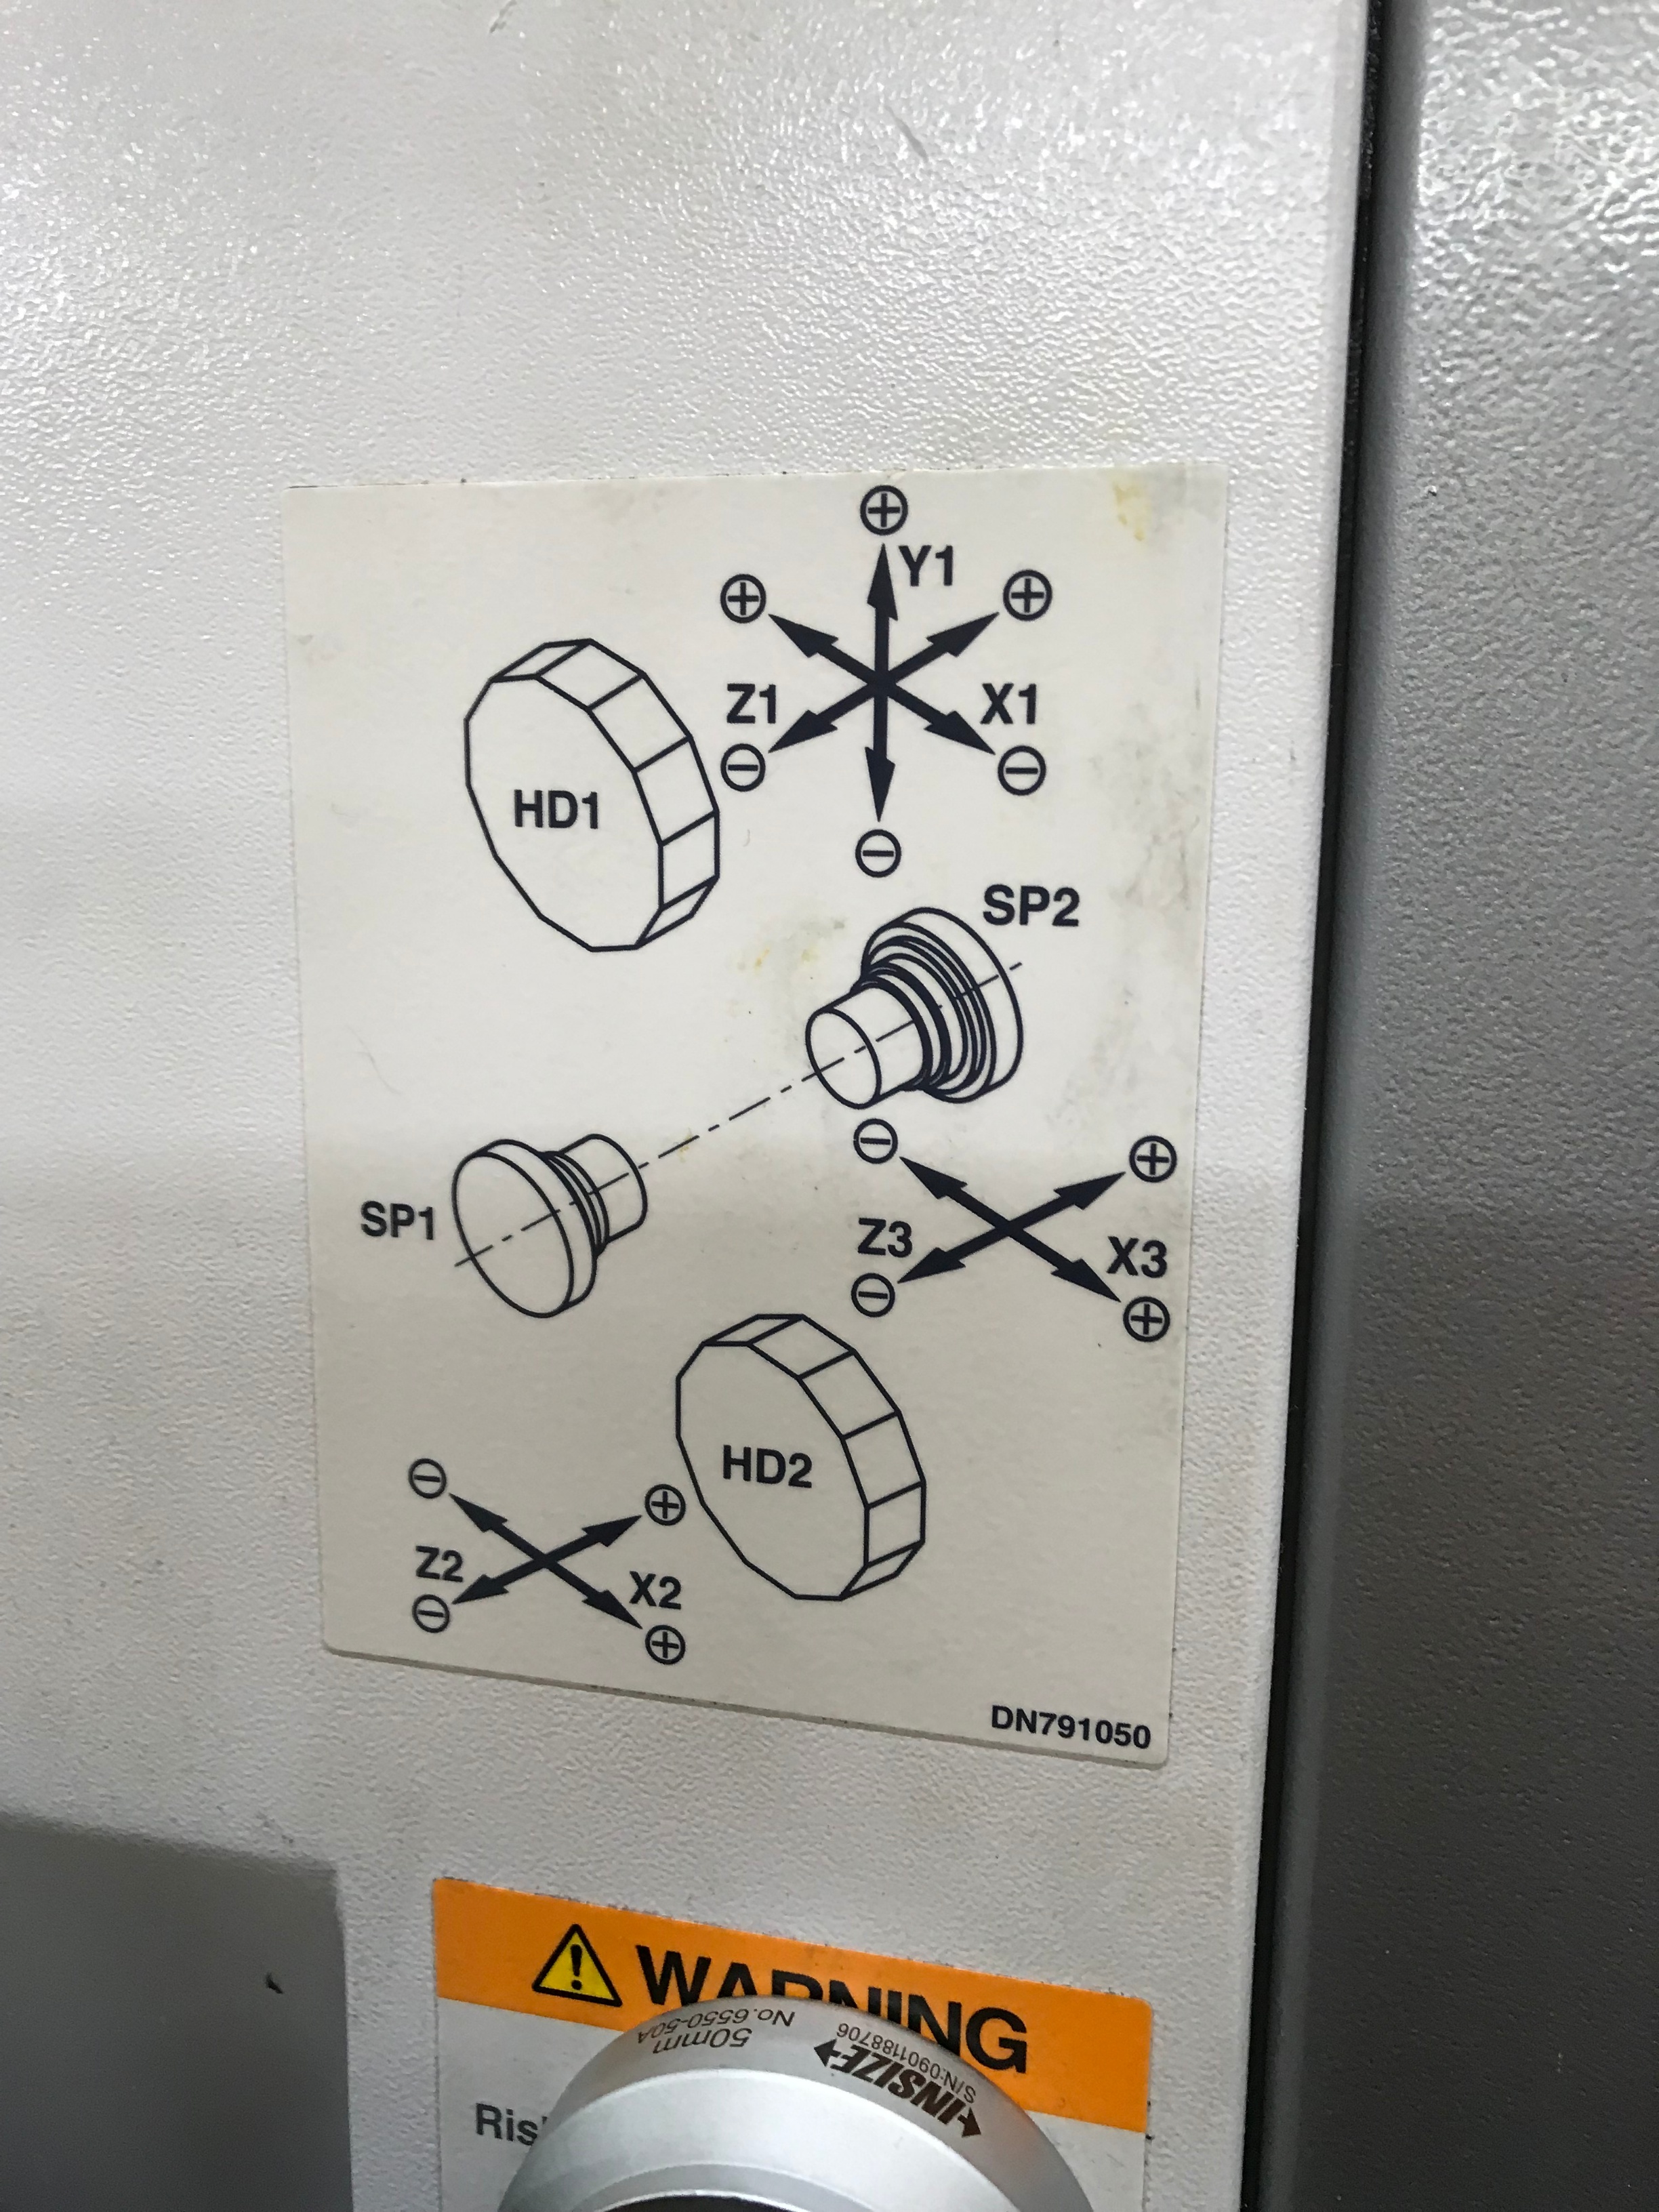 ⊕
Y1
⊕ ⊕
Z1 X1
⊖ ⊖
HD1
⊖
SP2
⊖ ⊕
SP1
Z3 X3
⊖ ⊕
HD2
⊖ ⊕
Z2 X2
⊖ ⊕
DN791050
WARNING
No.6550-50A
50mm
INSIZE
S/N:0901188706